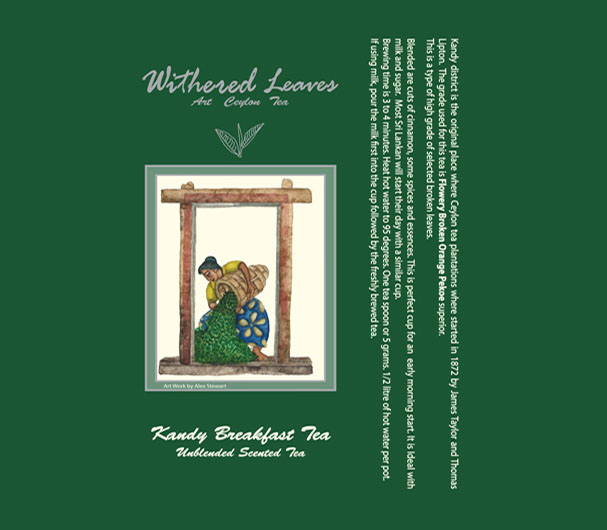 Withered Leaves
Art Ceylon Tea
Art Work by Alex Stewart
Kandy Breakfast Tea
Unblended Scented Tea
Kandy district is the original place where Ceylon tea plantations where started in 1872 by James Taylor and Thomas
Lipton. The grade used for this tea is Flowery Broken Orange Pekoe superior.
This is a type of high grade of selected broken leaves.
Blended are cuts of cinnamon, some spices and essences. This is perfect cup for an early morning start. It is Ideal with
milk and sugar. Most Sri Lankan will start their day with a similar cup.
Brewing time is 3 to 4 minutes. Heat hot water to 95 degrees. One tea spoon or 5 grams. 1/2 litre of hot water per pot.
If using milk, pour the milk first into the cup followed by the freshly brewed tea.